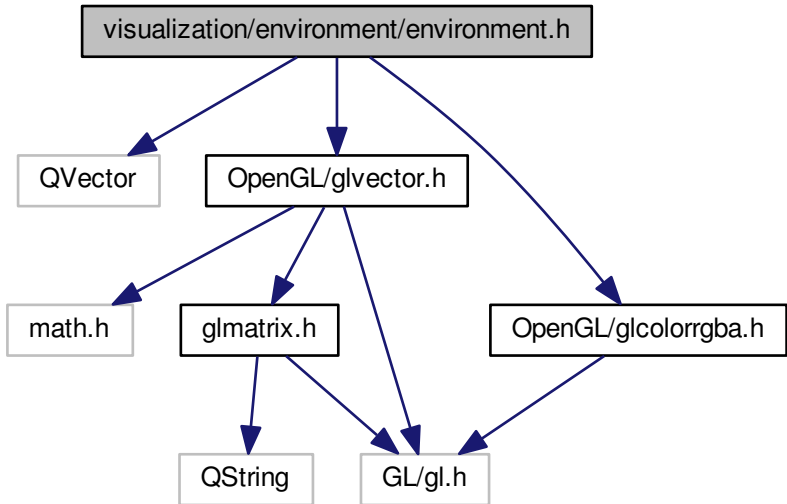 visualization/environment/environment.h
QVector
OpenGL/glvector.h
math.h
glmatrix.h
OpenGL/glcolorrgba.h
QString
GL/gl.h